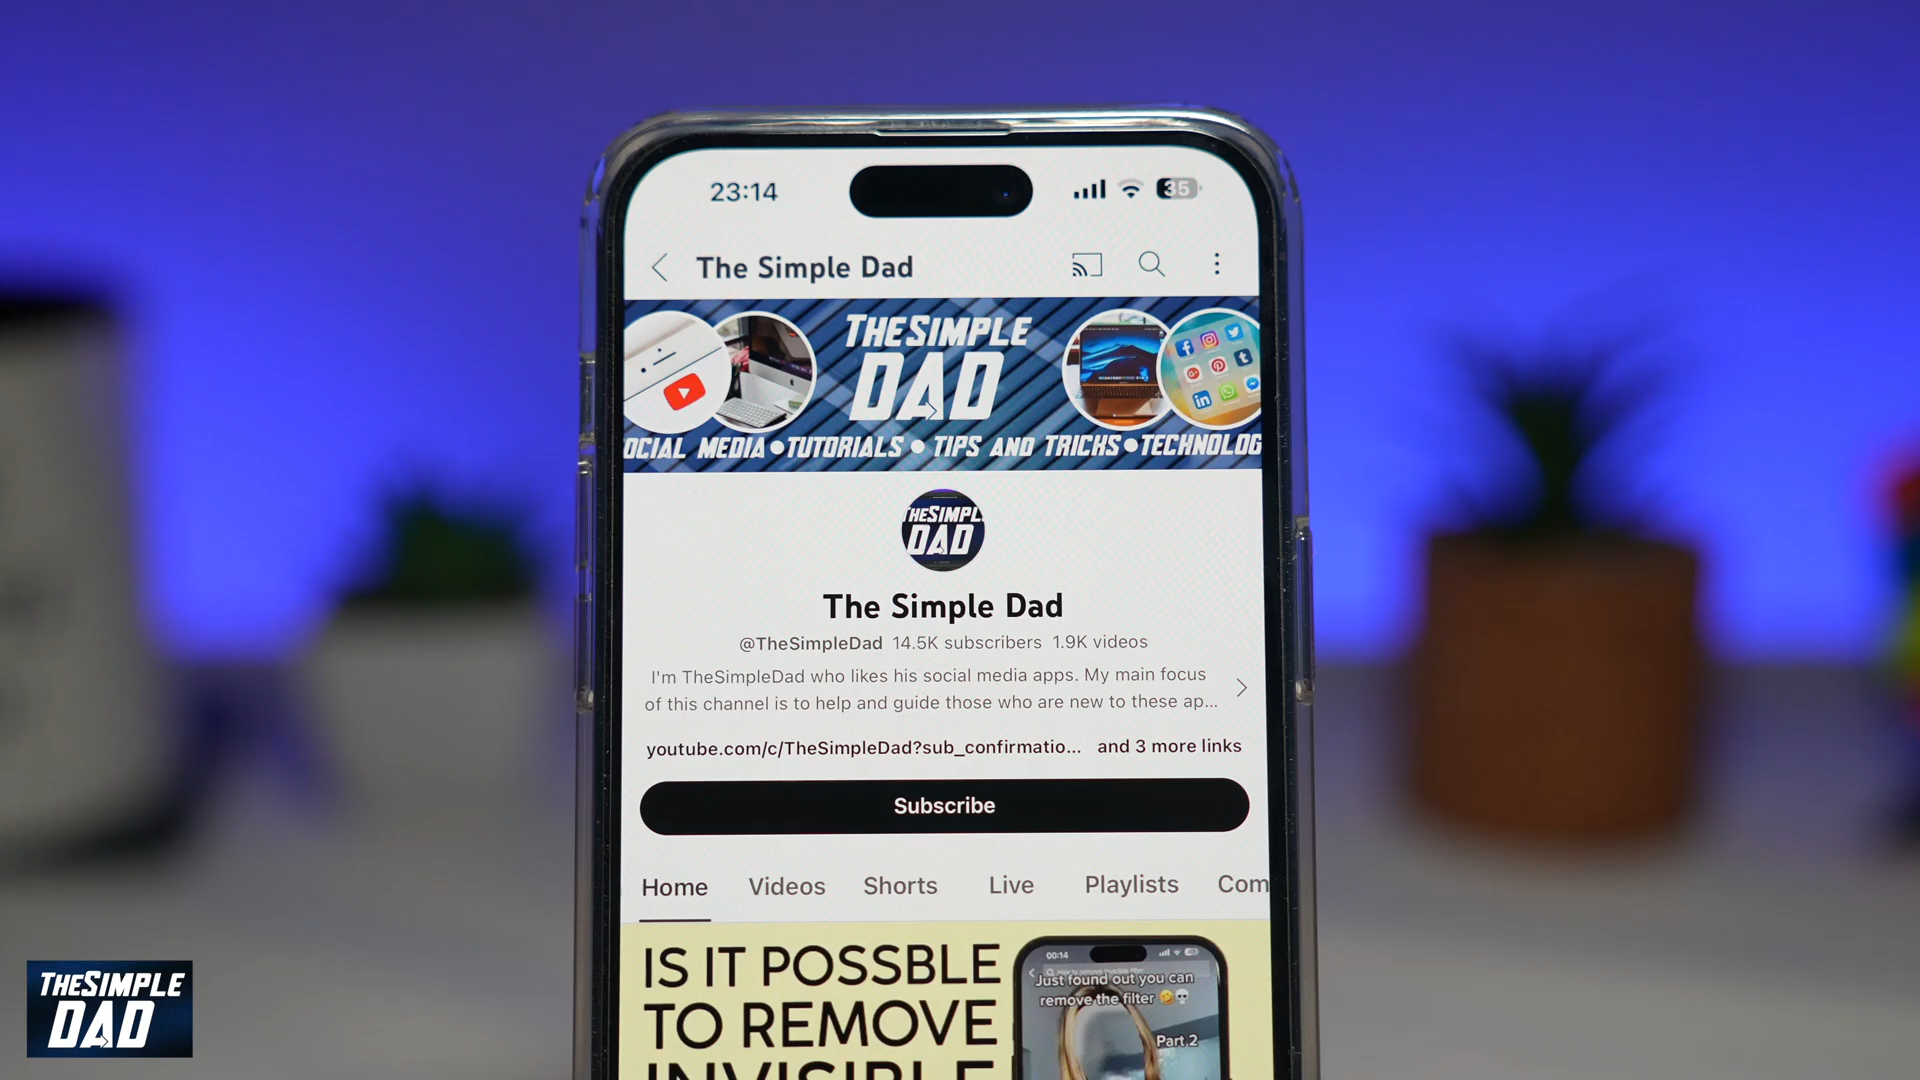 23:14
35
The Simple Dad
THESIMPLE
DAD
OCIAL MEDIA • TUTORIALS • TIPS AND TRICKS • TECHNOLOG
HESIMPL
DAD
The Simple Dad
@TheSimpleDad 14.5K subscribers 1.9K videos
I'm TheSimpleDad who likes his social media apps. My main focus
of this channel is to help and guide those who are new to these ap...
youtube.com/c/TheSimpleDad?sub_confirmatio... and 3 more links
Subscribe
Home Videos Shorts Live Playlists Com
IS IT POSSBLE
TO REMOVE
INVISIBLE
00:14
Just found out you can
remove the filter 🤣💀
Part 2
THESIMPLE
DAD